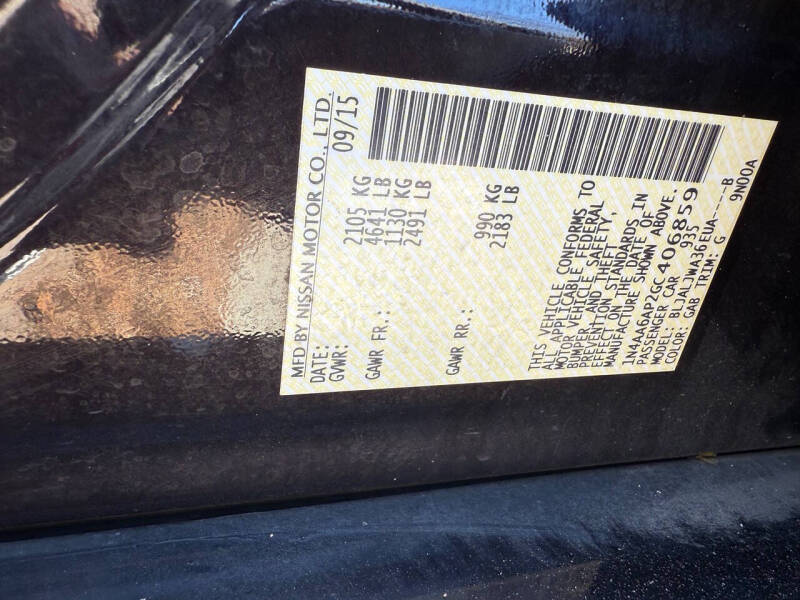 MFD BY NISSAN MOTOR CO., LTD.
DATE: 09/15
GVWR: 2105 KG
4641 LB
GAWR FR.: 1130 KG
2491 LB
GAWR RR.: 990 KG
2183 LB
THIS VEHICLE CONFORMS TO
ALL APPLICABLE FEDERAL
MOTOR VEHICLE SAFETY,
BUMPER, AND THEFT
PREVENTION STANDARDS IN
EFFECT ON THE DATE OF
MANUFACTURE SHOWN ABOVE.
1N4AA6AP2GC406859
PASSENGER CAR 935
MODEL: BLJALJWA36EUA----B
COLOR: GAB TRIM: G 9N00A